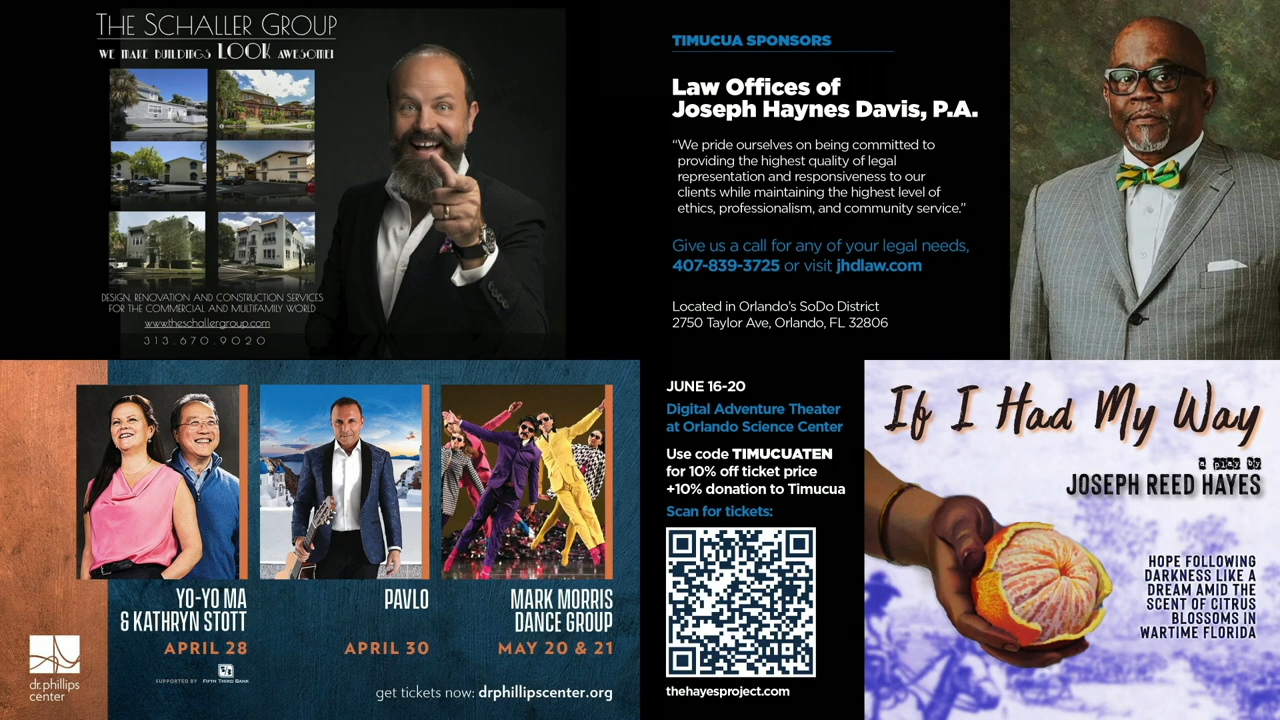 THE SCHALLER GROUP
WE MAKE BUILDINGS LOOK AWESOME!
DESIGN, RENOVATION AND CONSTRUCTION SERVICES
FOR THE COMMERCIAL AND MULTIFAMILY WORLD
www.theschallergroup.com
313.670.9020
TIMUCUA SPONSORS
Law Offices of
Joseph Haynes Davis, P.A.
“We pride ourselves on being committed to
providing the highest quality of legal
representation and responsiveness to our
clients while maintaining the highest level of
ethics, professionalism, and community service.”
Give us a call for any of your legal needs,
407-839-3725 or visit jhdlaw.com
Located in Orlando’s SoDo District
2750 Taylor Ave, Orlando, FL 32806
YO-YO MA
& KATHRYN STOTT
APRIL 28
SUPPORTED BY FIFTH THIRD BANK
PAVLO
APRIL 30
MARK MORRIS
DANCE GROUP
MAY 20 & 21
dr. phillips
center
get tickets now: drphillipscenter.org
JUNE 16-20
Digital Adventure Theater
at Orlando Science Center
Use code TIMUCUATEN
for 10% off ticket price
+10% donation to Timucua
Scan for tickets:
thehayesproject.com
If I Had My Way
a play by
JOSEPH REED HAYES
HOPE FOLLOWING
DARKNESS LIKE A
DREAM AMID THE
SCENT OF CITRUS
BLOSSOMS IN
WARTIME FLORIDA